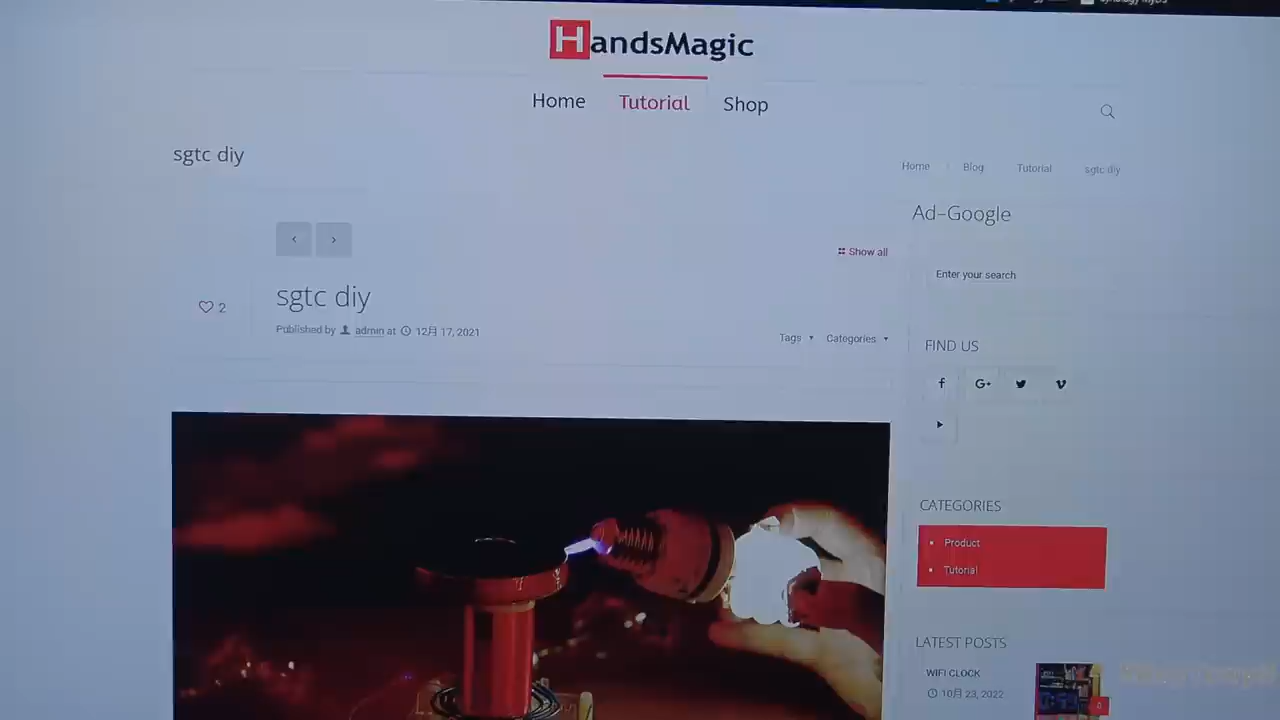 HandsMagic
Home Tutorial Shop
sgtc diy
Home Blog Tutorial sgtc diy
Ad-Google
Show all
Enter your search
sgtc diy
2
Published by admin at 12月 17, 2021
Tags Categories
FIND US
f G+ v
CATEGORIES
Product
Tutorial
LATEST POSTS
WIFI CLOCK
10月 23, 2022
0